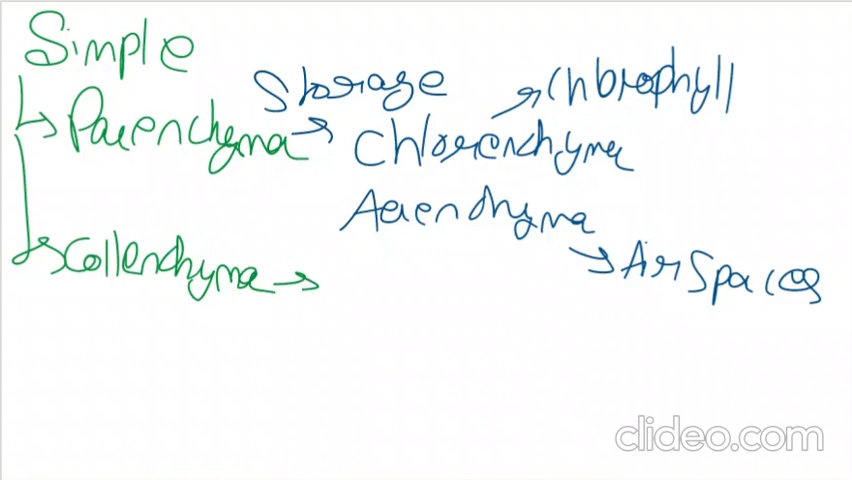 Simple
Storage
→ Chlorophyll
↳ Parenchyma →
Chlorenchyma
Aerenchyma
→ Air Spaces
→ Collenchyma →
clideo.com